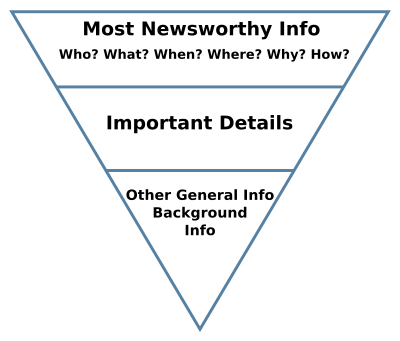 Most Newsworthy Info
Who? What? When? Where? Why? How?
Important Details
Other General Info
Background
Info